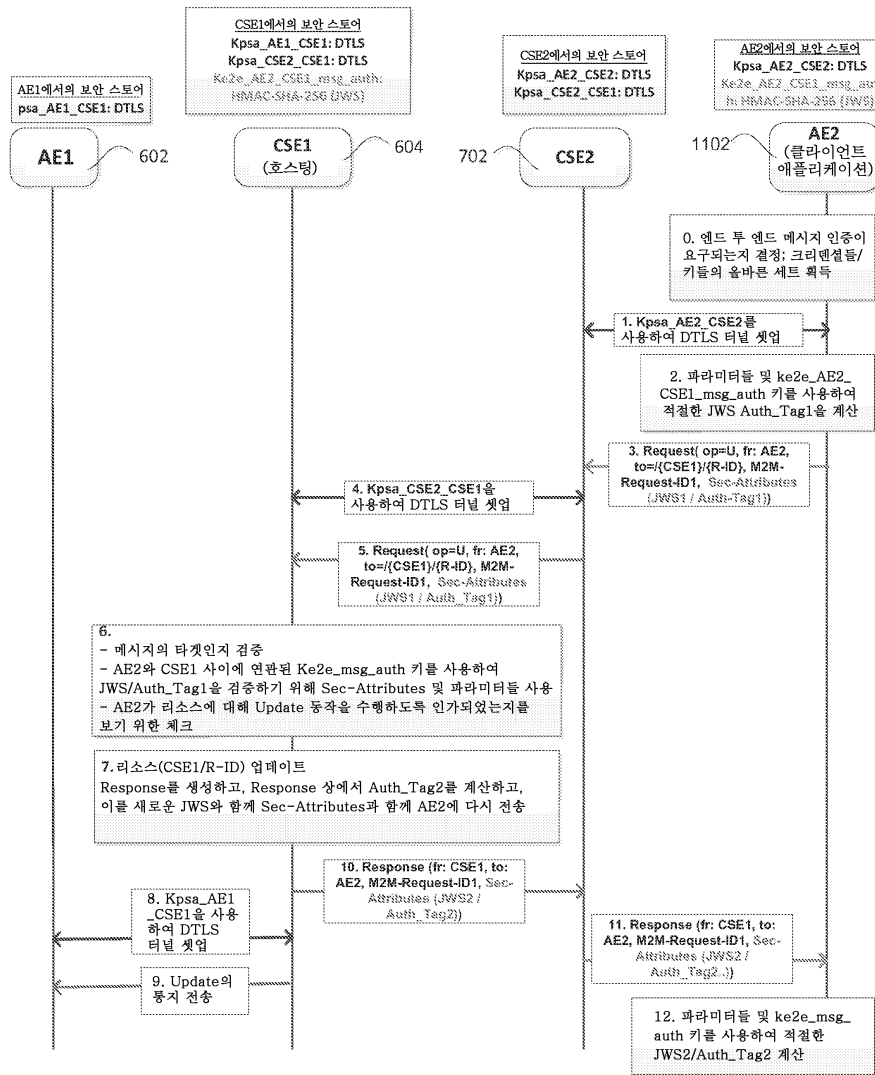 AE1에서의 보안 스토어
psa_AE1_CSE1: DTLS
CSE1에서의 보안 스토어
Kpsa_AE1_CSE1: DTLS
Kpsa_CSE2_CSE1: DTLS
Ke2e_AE2_CSE1_msg_auth:
HMAC-SHA-256 (JWS)
CSE2에서의 보안 스토어
Kpsa_AE2_CSE2: DTLS
Kpsa_CSE2_CSE1: DTLS
AE2에서의 보안 스토어
Kpsa_AE2_CSE2: DTLS
Ke2e_AE2_CSE1_msg_aut
h: HMAC-SHA-256 (JWS)
AE1
602
CSE1
(호스팅)
604
702
CSE2
1102
AE2
(클라이언트
애플리케이션)
0. 엔드 투 엔드 메시지 인증이
요구되는지 결정; 크리덴셜들/
키들의 올바른 세트 획득
1. Kpsa_AE2_CSE2를
사용하여 DTLS 터널 셋업
2. 파라미터들 및 ke2e_AE2_
CSE1_msg_auth 키를 사용하여
적절한 JWS Auth_Tag1을 계산
3. Request( op=U, fr: AE2,
to=/{CSE1}/{R-ID}, M2M-
Request-ID1, Sec-Attributes
(JWS1 / Auth-Tag1))
4. Kpsa_CSE2_CSE1을
사용하여 DTLS 터널 셋업
5. Request( op=U, fr: AE2,
to=/{CSE1}/{R-ID}, M2M-
Request-ID1, Sec-Attributes
(JWS1 / Auth_Tag1))
6.
- 메시지의 타겟인지 검증
- AE2와 CSE1 사이에 연관된 Ke2e_msg_auth 키를 사용하여
JWS/Auth_Tag1을 검증하기 위해 Sec-Attributes 및 파라미터들 사용
- AE2가 리소스에 대해 Update 동작을 수행하도록 인가되었는지를
보기 위한 체크
7.리소스(CSE1/R-ID) 업데이트
Response를 생성하고, Response 상에서 Auth_Tag2를 계산하고,
이를 새로운 JWS와 함께 Sec-Attributes과 함께 AE2에 다시 전송
10. Response (fr: CSE1, to:
AE2, M2M-Request-ID1, Sec-
Attributes (JWS2 /
Auth_Tag2))
8. Kpsa_AE1
_CSE1을 사용
하여 DTLS
터널 셋업
11. Response (fr: CSE1, to:
AE2, M2M-Request-ID1, Sec-
Attributes (JWS2 /
Auth_Tag2..))
9. Update의
통지 전송
12. 파라미터들 및 ke2e_msg_
auth 키를 사용하여 적절한
JWS2/Auth_Tag2 계산